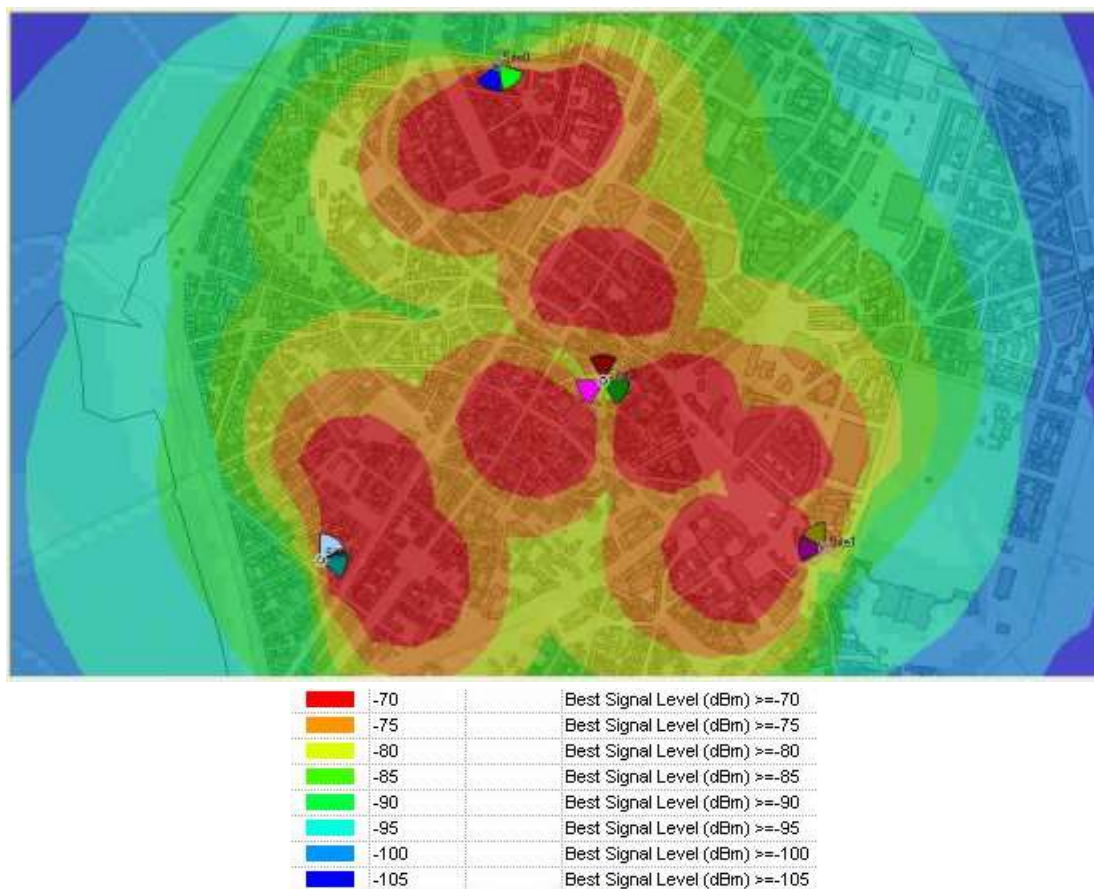 -70 Best Signal Level (dBm) >=-70
-75 Best Signal Level (dBm) >=-75
-80 Best Signal Level (dBm) >=-80
-85 Best Signal Level (dBm) >=-85
-90 Best Signal Level (dBm) >=-90
-95 Best Signal Level (dBm) >=-95
-100 Best Signal Level (dBm) >=-100
-105 Best Signal Level (dBm) >=-105